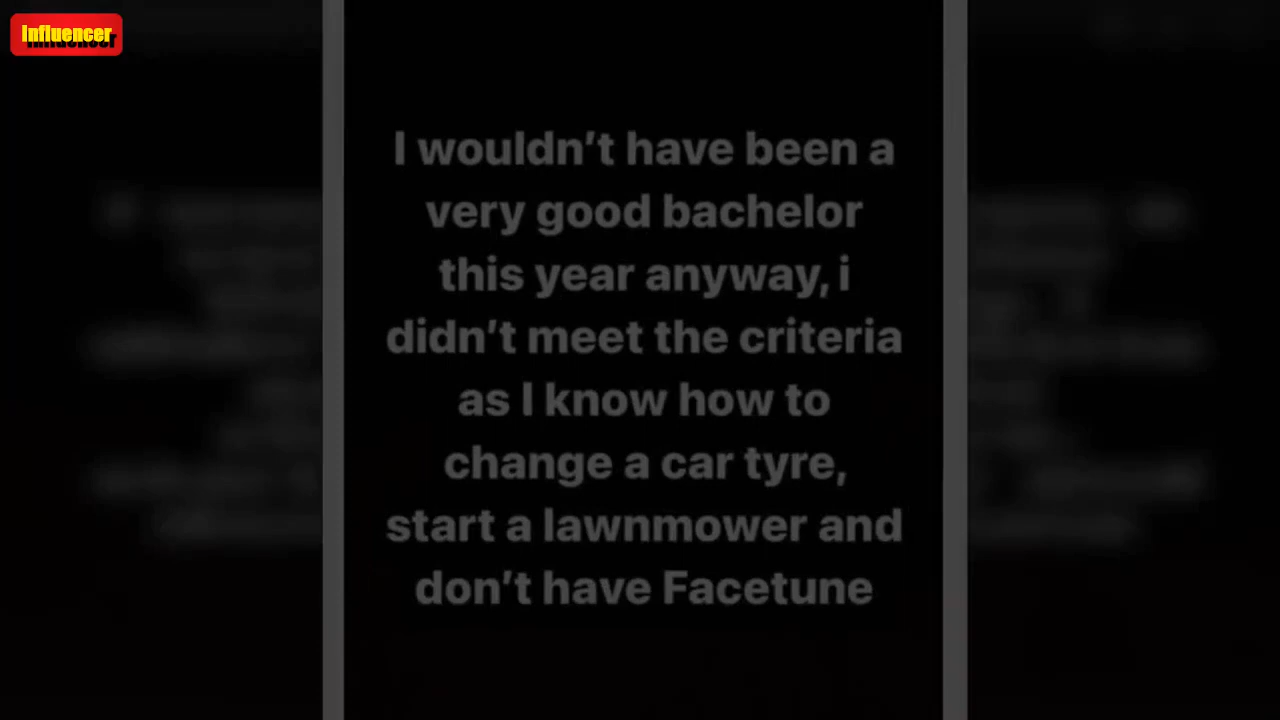 Influencer
I wouldn't have been a
very good bachelor
this year anyway, i
didn't meet the criteria
as I know how to
change a car tyre,
start a lawnmower and
don't have Facetune